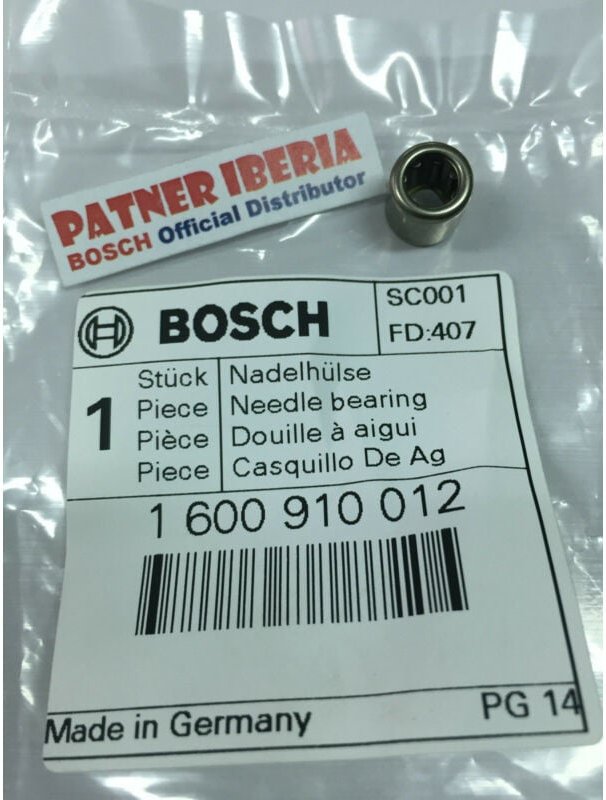 PATNER IBERIA
BOSCH Official Distributor
BOSCH
SC001
FD:407
1
Stück
Piece
Pièce
Piece
Nadelhülse
Needle bearing
Douille à aigui
Casquillo De Ag
1 600 910 012
Made in Germany
PG 14